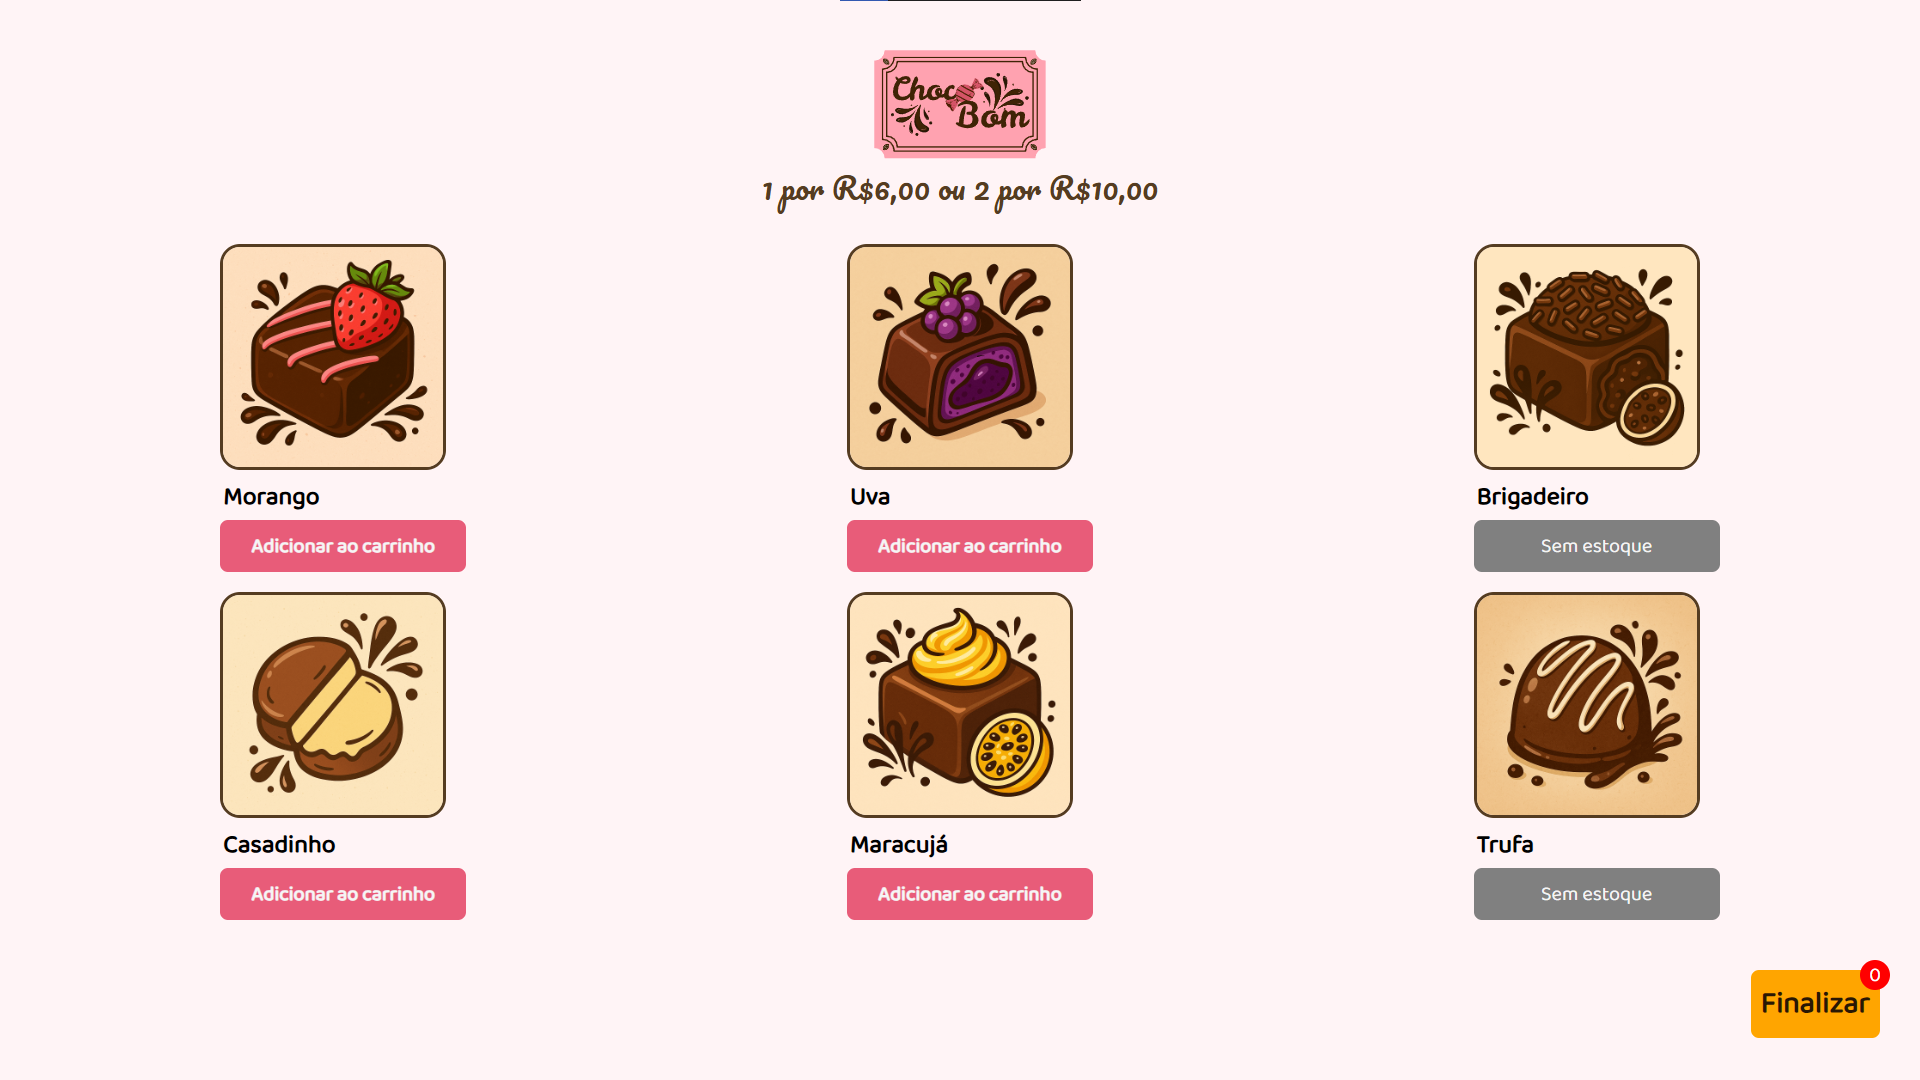 Choco
Bom
1 por R$6,00 ou 2 por R$10,00
Morango
Adicionar ao carrinho
Uva
Adicionar ao carrinho
Brigadeiro
Sem estoque
Casadinho
Adicionar ao carrinho
Maracujá
Adicionar ao carrinho
Trufa
Sem estoque
0
Finalizar